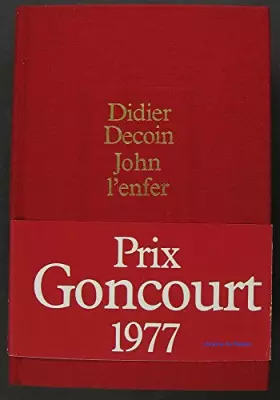 Didier
Decoin
John
l'enfer
Prix
Goncourt
1977